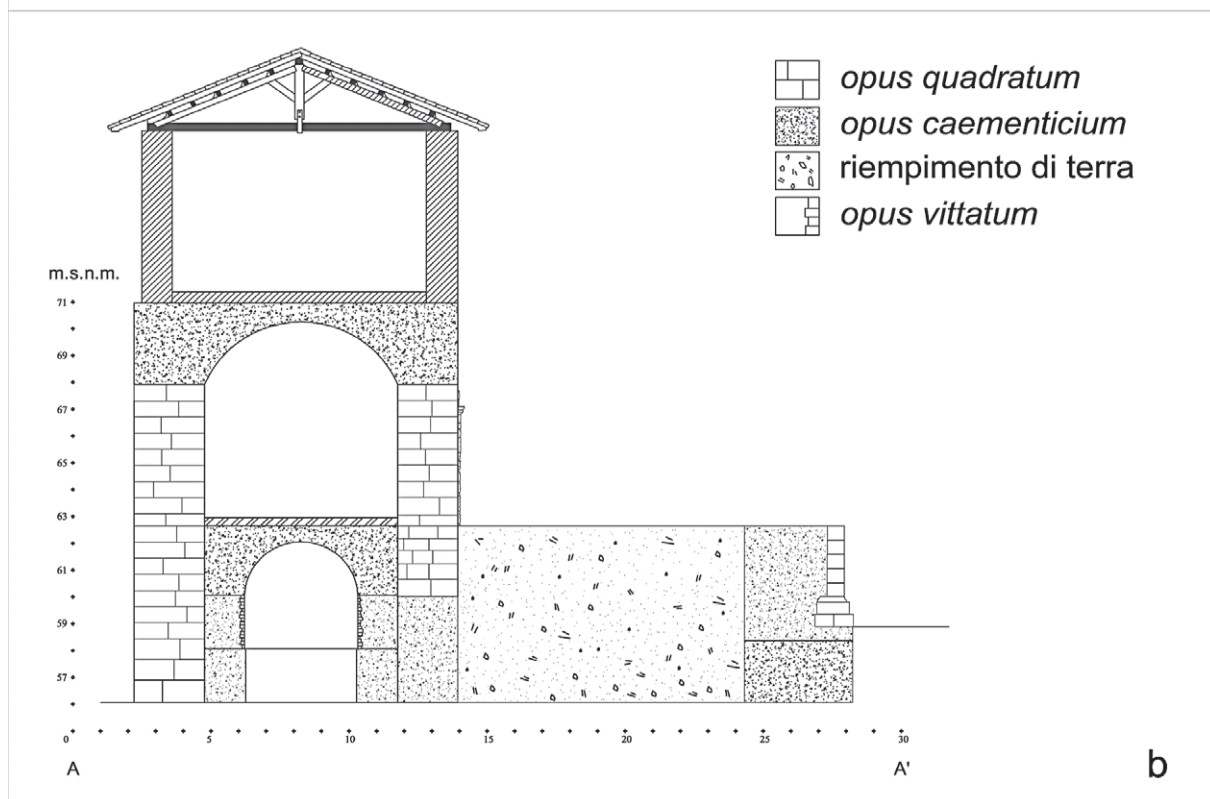 opus quadratum
opus caementicium
riempimento di terra
opus vittatum
m.s.n.m.
71
69
67
65
63
61
59
57
0 5 10 15 20 25 30
A A'
b